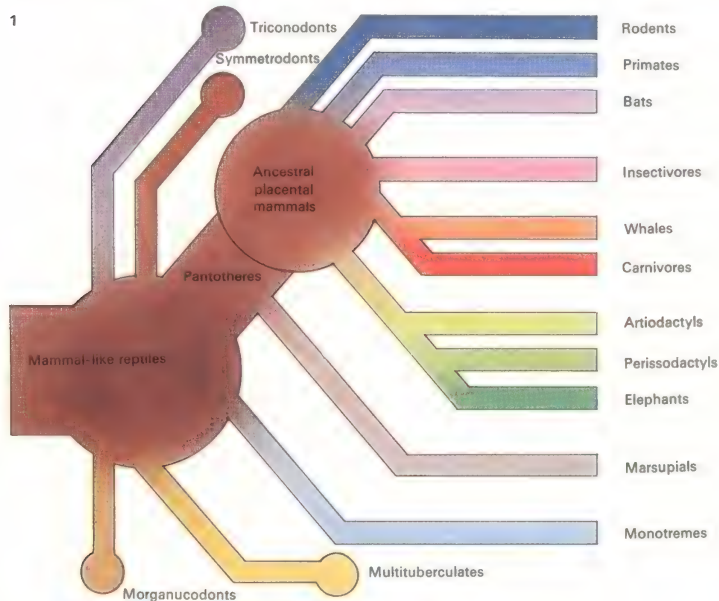 1
Triconodonts
Symmetrodonts
Rodents
Primates
Bats
Ancestral
placental
mammals
Insectivores
Whales
Carnivores
Pantotheres
Artiodactyls
Mammal-like reptiles
Perissodactyls
Elephants
Marsupials
Monotremes
Multituberculates
Morganucodonts